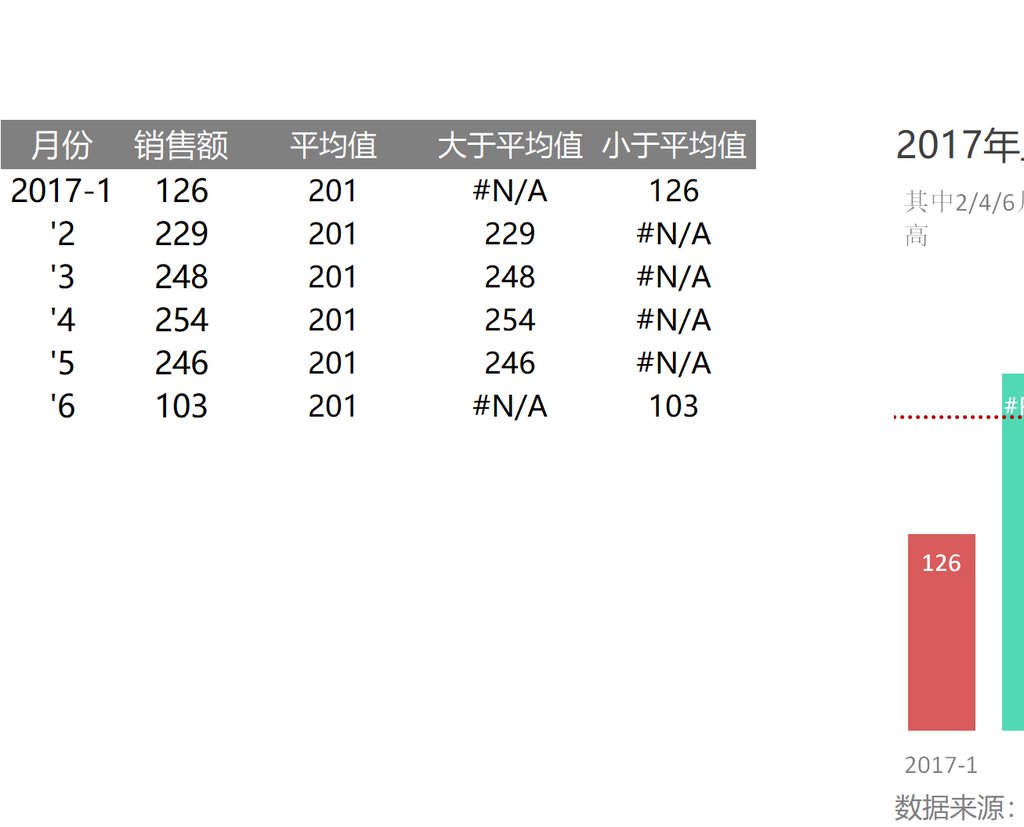 月份 销售额 平均值 大于平均值 小于平均值
2017-1 126 201 #N/A 126
'2 229 201 229 #N/A
'3 248 201 248 #N/A
'4 254 201 254 #N/A
'5 246 201 246 #N/A
'6 103 201 #N/A 103
2017年
其中2/4/6
高
126
2017-1
数据来源：